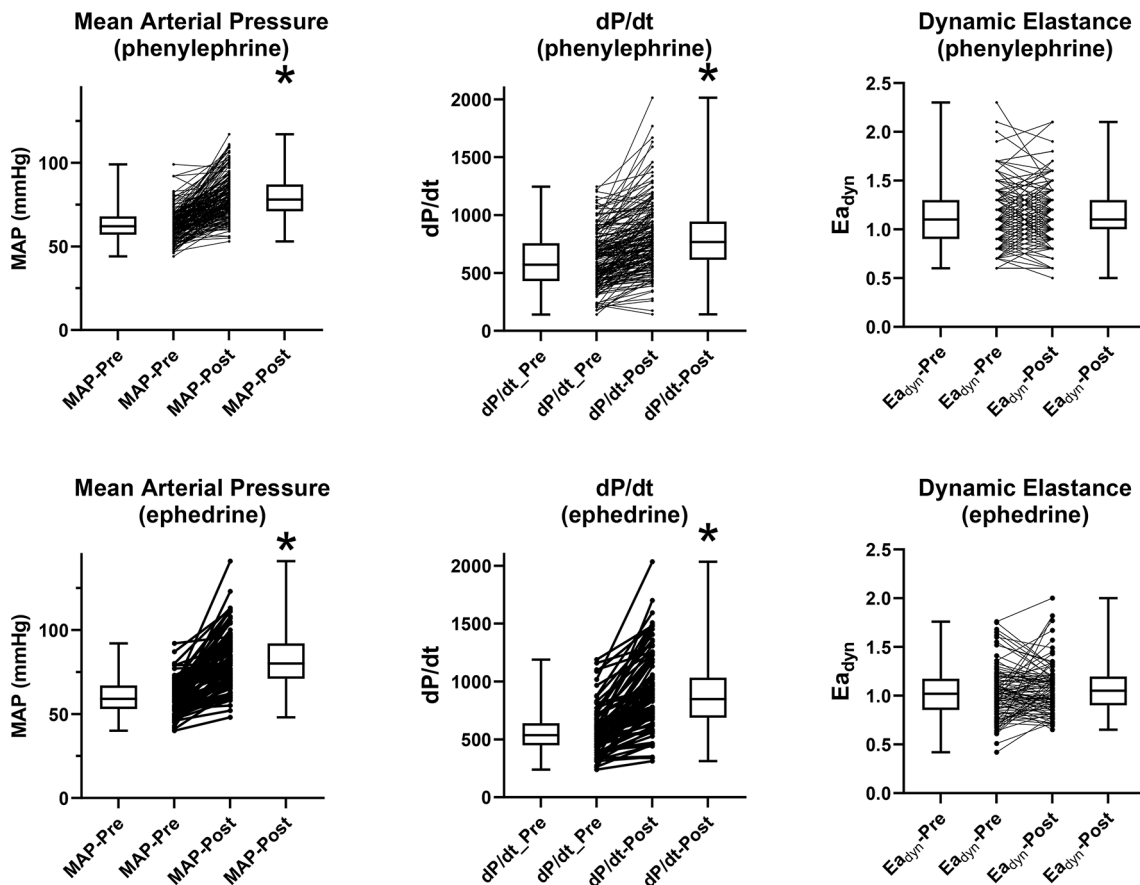 Mean Arterial Pressure
(phenylephrine)
*
MAP (mmHg)
100
50
0
MAP-Pre
MAP-Pre
MAP-Post
MAP-Post
dP/dt
(phenylephrine)
*
dP/dt
2000
1500
1000
500
0
dP/dt_Pre
dP/dt_Pre
dP/dt-Post
dP/dt-Post
Dynamic Elastance
(phenylephrine)
Eadyn
2.5
2.0
1.5
1.0
0.5
0.0
Eadyn-Pre
Eadyn-Pre
Eadyn-Post
Eadyn-Post
Mean Arterial Pressure
(ephedrine)
*
MAP (mmHg)
100
50
0
MAP-Pre
MAP-Pre
MAP-Post
MAP-Post
dP/dt
(ephedrine)
*
dP/dt
2000
1500
1000
500
0
dP/dt_Pre
dP/dt_Pre
dP/dt-Post
dP/dt-Post
Dynamic Elastance
(ephedrine)
Eadyn
2.5
2.0
1.5
1.0
0.5
0.0
Eadyn-Pre
Eadyn-Pre
Eadyn-Post
Eadyn-Post